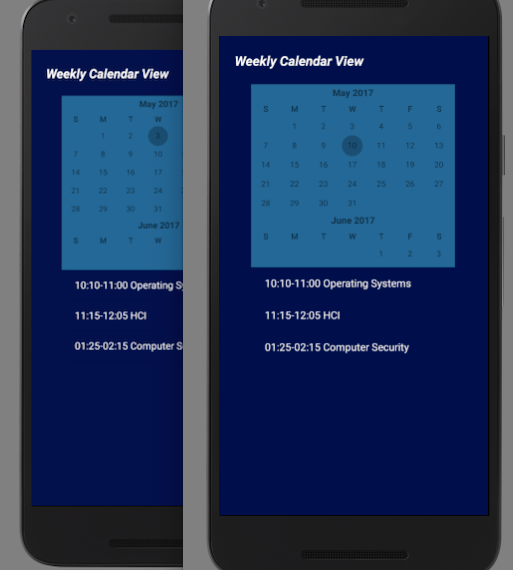 Weekly Calendar View
May 2017
S M T W
1 2 3
7 8 9 10
14 15 16 17
21 22 23 24
28 29 30 31
June 2017
S M T W
10:10-11:00 Operating Sy
11:15-12:05 HCI
01:25-02:15 Computer S
Weekly Calendar View
May 2017
S M T W T F S
1 2 3 4 5 6
7 8 9 10 11 12 13
14 15 16 17 18 19 20
21 22 23 24 25 26 27
28 29 30 31
June 2017
S M T W T F S
1 2 3
10:10-11:00 Operating Systems
11:15-12:05 HCI
01:25-02:15 Computer Security